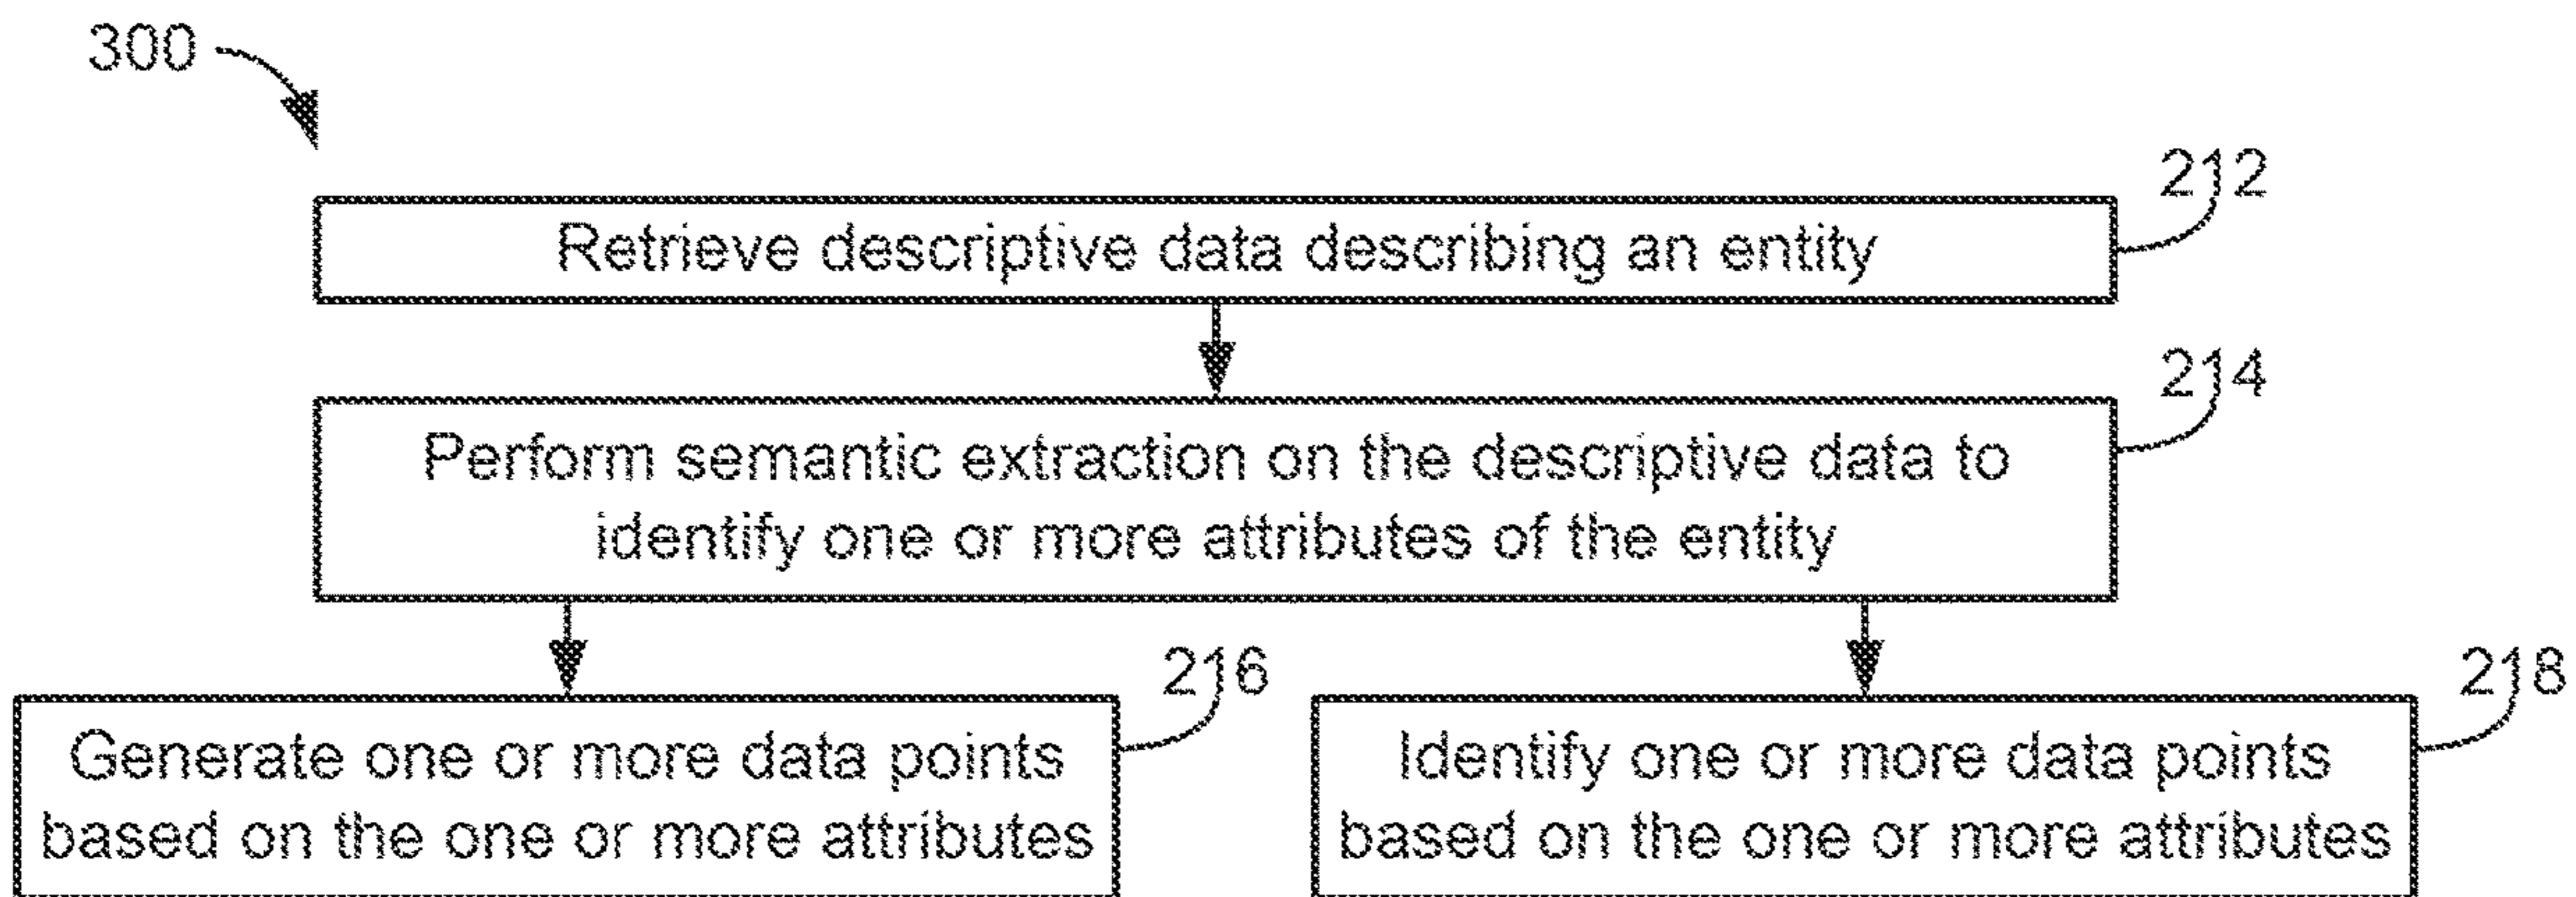 300
212
Retrieve descriptive data describing an entity
214
Perform semantic extraction on the descriptive data to
identify one or more attributes of the entity
216
Generate one or more data points
based on the one or more attributes
218
Identify one or more data points
based on the one or more attributes